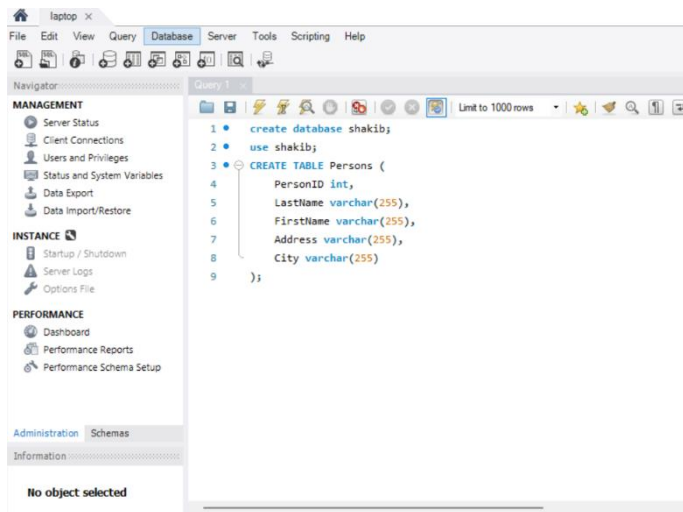 laptop ×
File Edit View Query Database Server Tools Scripting Help
Navigator
Query 1 ×
MANAGEMENT
Server Status
Client Connections
Users and Privileges
Status and System Variables
Data Export
Data Import/Restore
INSTANCE
Startup / Shutdown
Server Logs
Options File
PERFORMANCE
Dashboard
Performance Reports
Performance Schema Setup
Administration Schemas
Information
No object selected
Limit to 1000 rows
1 create database shakib;
2 use shakib;
3 CREATE TABLE Persons (
4 PersonID int,
5 LastName varchar(255),
6 FirstName varchar(255),
7 Address varchar(255),
8 City varchar(255)
9 );